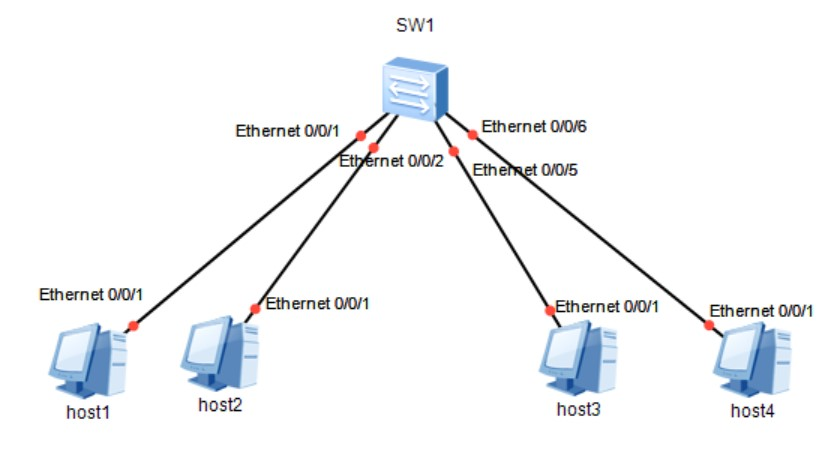 SW1
Ethernet 0/0/1
Ethernet 0/0/6
Ethernet 0/0/2
Ethernet 0/0/5
Ethernet 0/0/1
Ethernet 0/0/1
Ethernet 0/0/1
Ethernet 0/0/1
host1
host2
host3
host4